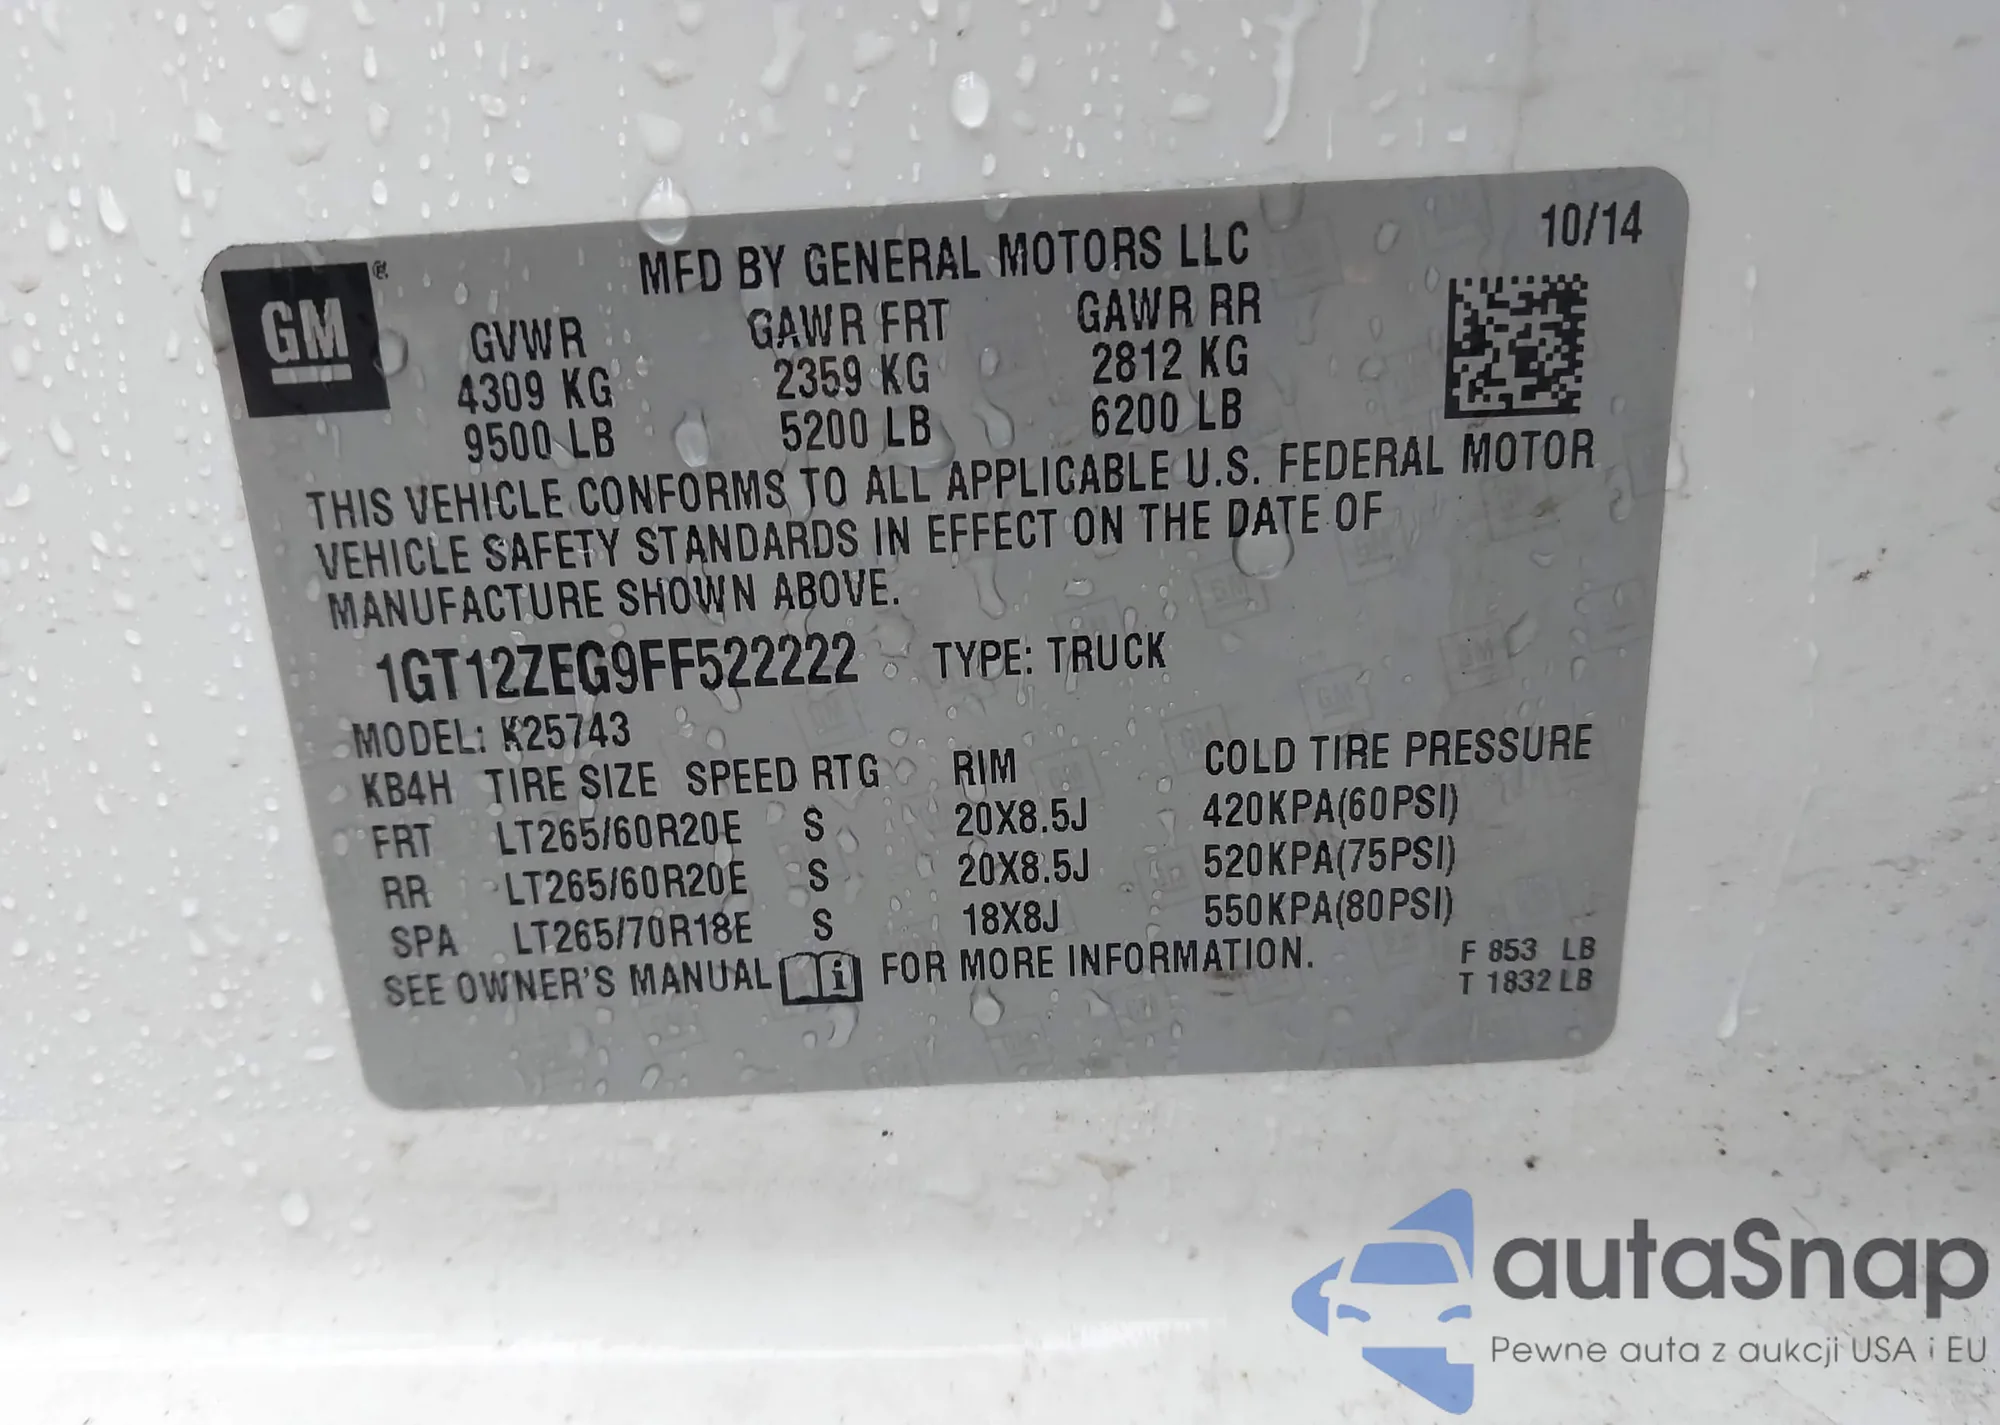 GM ®
MFD BY GENERAL MOTORS LLC 10/14
GVWR GAWR FRT GAWR RR
4309 KG 2359 KG 2812 KG
9500 LB 5200 LB 6200 LB
THIS VEHICLE CONFORMS TO ALL APPLICABLE U.S. FEDERAL MOTOR
VEHICLE SAFETY STANDARDS IN EFFECT ON THE DATE OF
MANUFACTURE SHOWN ABOVE.
1GT12ZEG9FF522222 TYPE: TRUCK
MODEL: K25743
KB4H TIRE SIZE SPEED RTG RIM COLD TIRE PRESSURE
FRT LT265/60R20E S 20X8.5J 420KPA(60PSI)
RR LT265/60R20E S 20X8.5J 520KPA(75PSI)
SPA LT265/70R18E S 18X8J 550KPA(80PSI)
SEE OWNER'S MANUAL i FOR MORE INFORMATION.
F 853 LB
T 1832 LB
autaSnap
Pewne auta z aukcji USA i EU